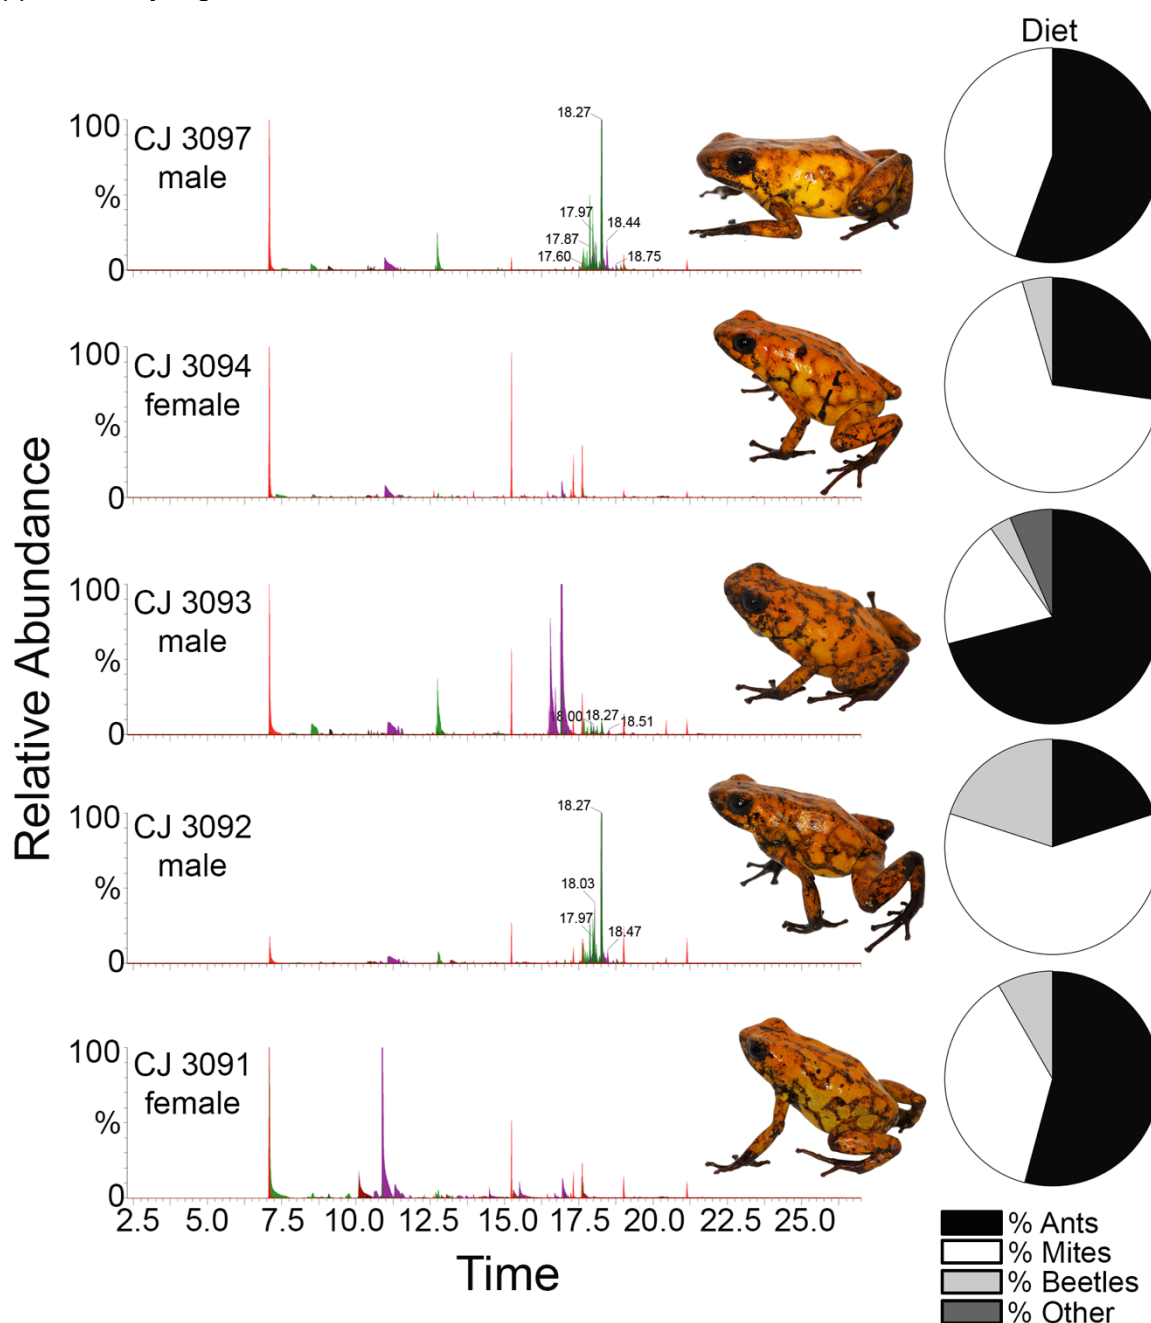 Diet
Relative Abundance
100
%
0
CJ 3097
male
18.27
17.97
17.87
17.60
18.44
18.75
100
%
0
CJ 3094
female
100
%
0
CJ 3093
male
18.27
18.51
100
%
0
CJ 3092
male
18.27
18.03
17.97
18.47
100
%
0
CJ 3091
female
2.5 5.0 7.5 10.0 12.5 15.0 17.5 20.0 22.5 25.0
Time
% Ants
% Mites
% Beetles
% Other